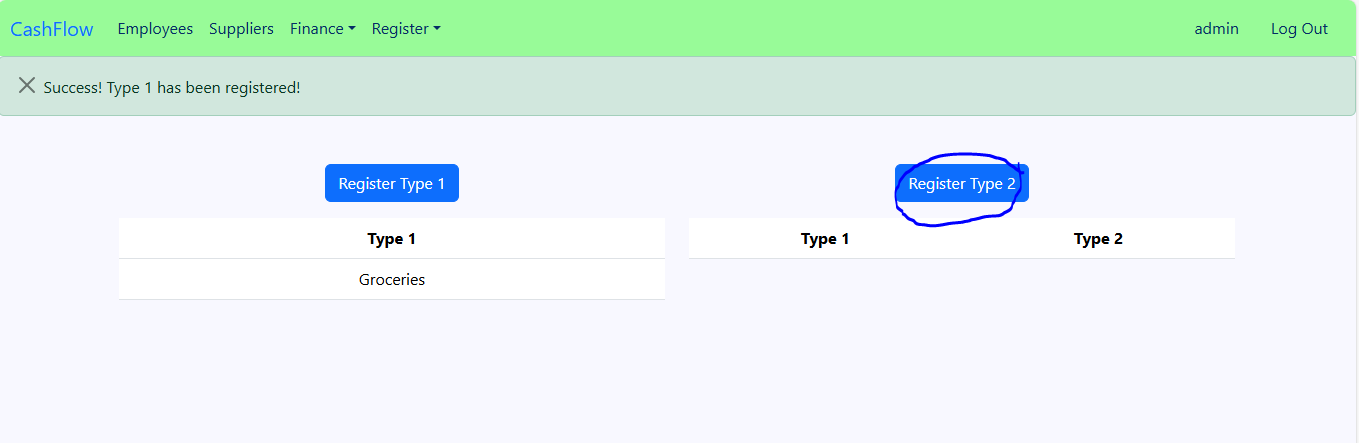 CashFlow Employees Suppliers Finance Register admin Log Out
Success! Type 1 has been registered!
Register Type 1 Register Type 2
Type 1 Type 1 Type 2
Groceries